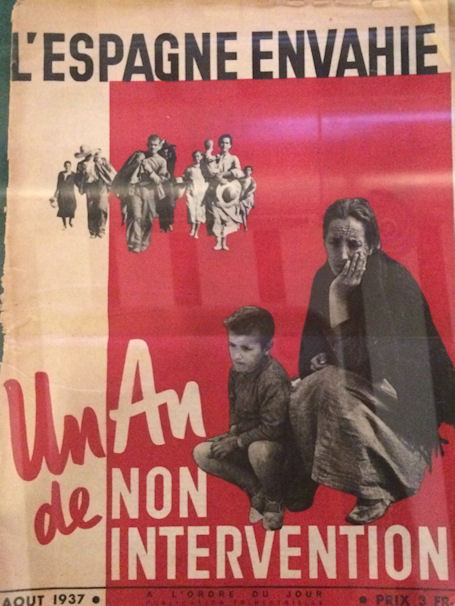 L'ESPAGNE ENVAHIE
Un An
de NON
INTERVENTION
AOUT 1937 • A L'ORDRE DU JOUR • PRIX 3 FR